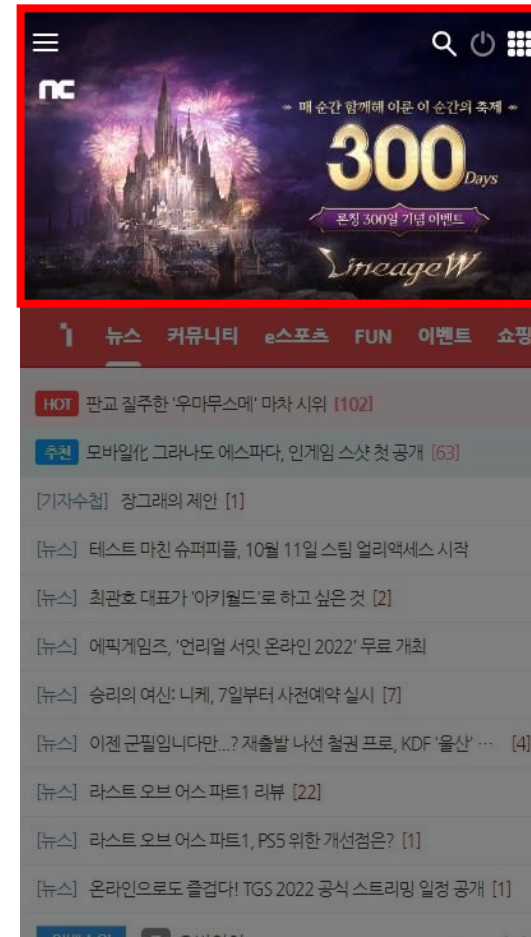 nc
매 순간 함께해 이룬 이 순간의 축제
300 Days
론칭 300일 기념 이벤트
LineageW
뉴스 커뮤니티 e스포츠 FUN 이벤트 쇼핑
HOT 판교 질주한 '우마무스메' 마차 시위 [102]
추천 모바일化 그라나도 에스파다, 인게임 스샷 첫 공개 [63]
[기자수첩] 장그래의 제안 [1]
[뉴스] 테스트 마친 슈퍼피플, 10월 11일 스팀 얼리액세스 시작
[뉴스] 최관호 대표가 '아키월드'로 하고 싶은 것 [2]
[뉴스] 에픽게임즈, '언리얼 서밋 온라인 2022' 무료 개최
[뉴스] 승리의 여신: 니케, 7일부터 사전예약 실시 [7]
[뉴스] 이젠 군필입니다만...? 재출발 나선 철권 프로, KDF '울산' … [4]
[뉴스] 라스트 오브 어스 파트1 리뷰 [22]
[뉴스] 라스트 오브 어스 파트1, PS5 위한 개선점은? [1]
[뉴스] 온라인으로도 즐겁다! TGS 2022 공식 스트리밍 일정 공개 [1]